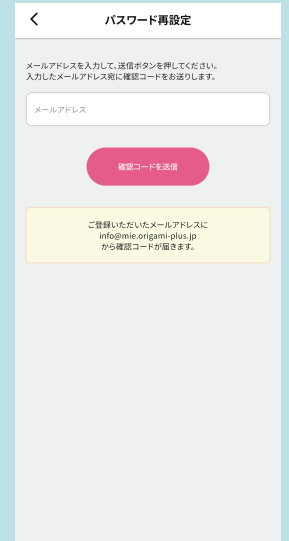 パスワード再設定
メールアドレスを入力して、送信ボタンを押してください。
入力したメールアドレス宛に確認コードをお送りします。
メールアドレス
確認コードを送信
ご登録いただいたメールアドレスに
info@mie.origami-plus.jp
から確認コードが届きます。